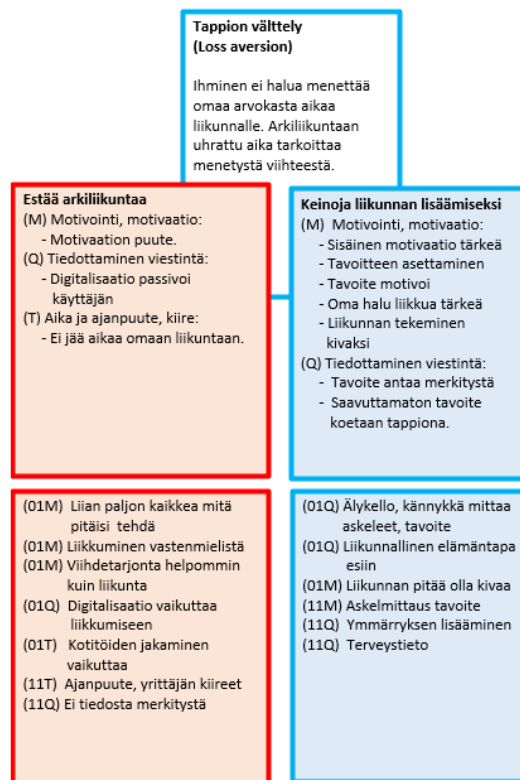 Tappion välttely
(Loss aversion)
Ihminen ei halua menettää
omaa arvokasta aikaa
liikunnalle. Arkiliikuntaan
uhrattu aika tarkoittaa
menetystä viihteestä.
Estää arkiliikuntaa
(M) Motivointi, motivaatio:
- Motivaation puute.
(Q) Tiedottaminen viestintä:
- Digitalisaatio passivoi
käyttäjän
(T) Aika ja ajanpuute, kiire:
- Ei jää aikaa omaan liikuntaan.
Keinoja liikunnan lisäämiseksi
(M) Motivointi, motivaatio:
- Sisäinen motivaatio tärkeä
- Tavoitteen asettaminen
- Tavoite motivoi
- Oma halu liikkua tärkeä
- Liikunnan tekeminen
kivaksi
(Q) Tiedottaminen viestintä:
- Tavoite antaa merkitystä
- Saavuttamaton tavoite
koetaan tappiona.
(01M) Liian paljon kaikkea mitä
pitäisi tehdä
(01M) Liikkuminen vastenmielistä
(01M) Viihdetarjonta helpommin
kuin liikunta
(01Q) Digitalisaatio vaikuttaa
liikkumiseen
(01T) Kotitöiden jakaminen
vaikuttaa
(11T) Ajanpuute, yrittäjän kiireet
(11Q) Ei tiedosta merkitystä
(01Q) Älykello, kännykkä mittaa
askeleet, tavoite
(01Q) Liikunnallinen elämäntapa
esiin
(01M) Liikunnan pitää olla kivaa
(11M) Askelmittaus tavoite
(11Q) Ymmärryksen lisääminen
(11Q) Terveystieto